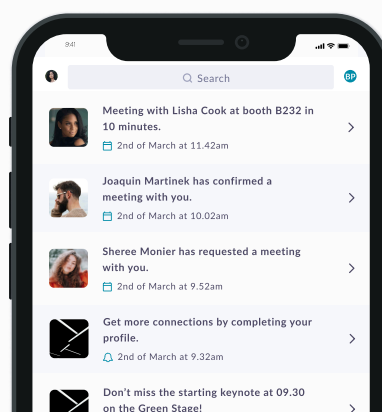 9:41
Search
BP
Meeting with Lisha Cook at booth B232 in
10 minutes.
2nd of March at 11.42am
Joaquin Martinek has confirmed a
meeting with you.
2nd of March at 10.02am
Sheree Monier has requested a meeting
with you.
2nd of March at 9.52am
Get more connections by completing your
profile.
2nd of March at 9.32am
Don’t miss the starting keynote at 09.30
on the Green Stage!